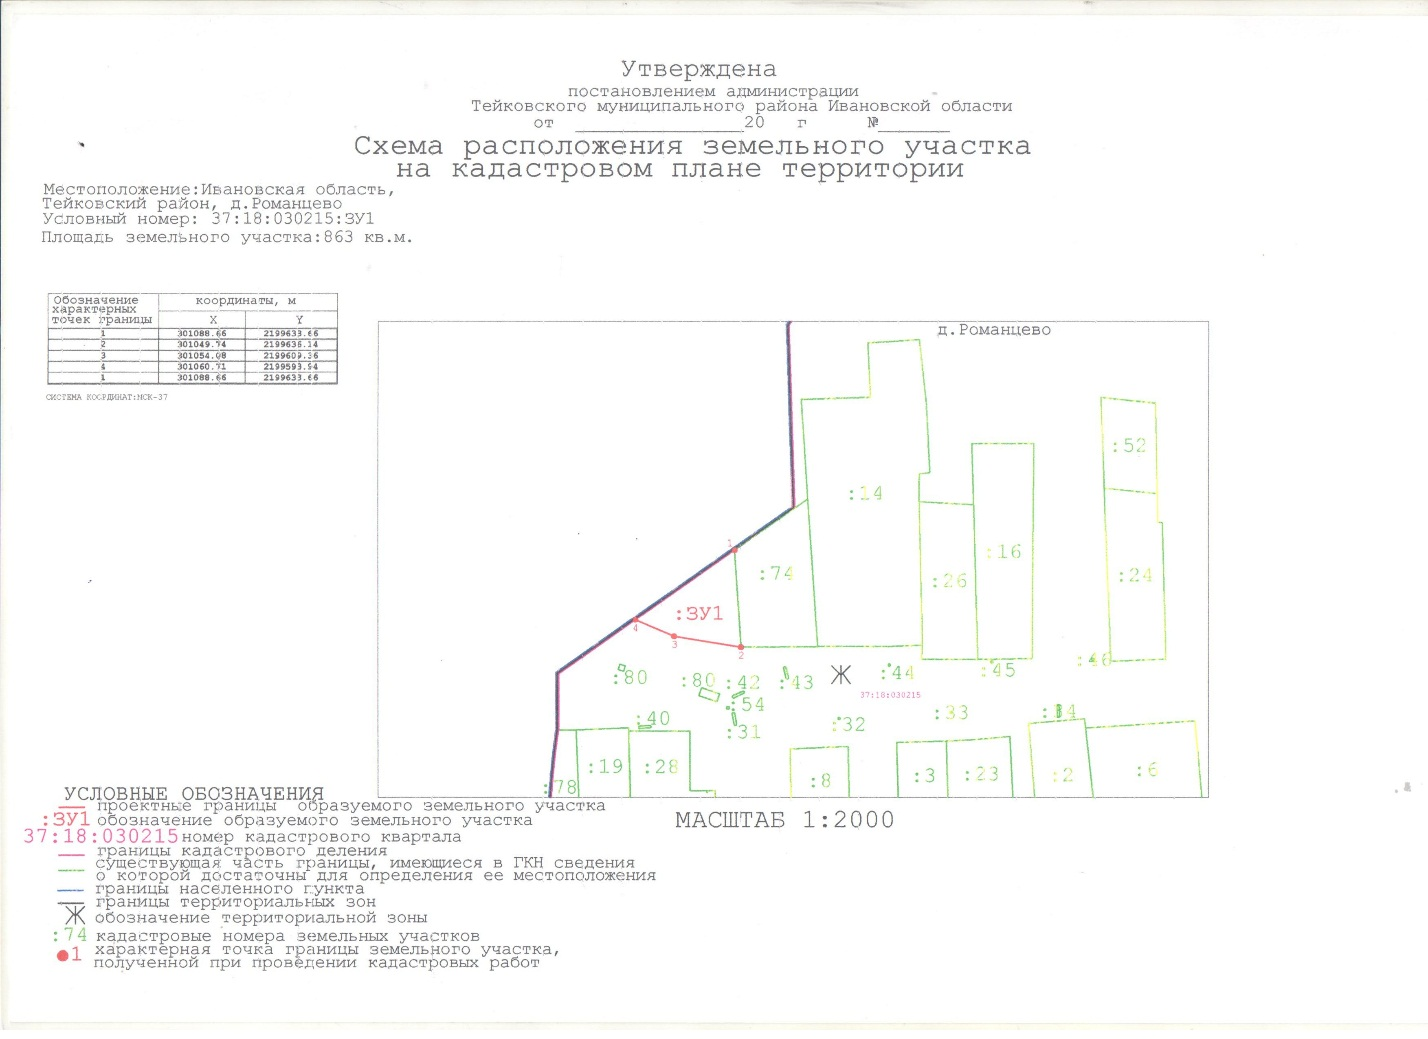 Утверждена
постановлением администрации
Тейковского муниципального района Ивановской области
от ________________20 г №_______
Схема расположения земельного участка
на кадастровом плане территории
Местоположение:Ивановская область,
Тейковский район, д.Романцево
Условный номер: 37:18:030215:ЗУ1
Площадь земельного участка:863 кв.м.
Обозначение характерных точек границы координаты, м
X Y
1 301088.66 2199633.66
2 301049.74 2199636.14
3 301054.08 2199609.36
4 301060.71 2199593.94
1 301088.66 2199633.66
СИСТЕМА КООРДИНАТ:МСК-37
д.Романцево
:52
:14
:16
:74
:26
:24
1
:ЗУ1
4
3
2
:46
:80
:80
:42
:43
Ж
:44
:45
37:18:030215
:54
:40
:31
:32
:33
:34
:78
:19
:28
:8
:3
:23
:2
:6
МАСШТАБ 1:2000
УСЛОВНЫЕ ОБОЗНАЧЕНИЯ
проектные границы образуемого земельного участка
:ЗУ1 обозначение образуемого земельного участка
37:18:030215 номер кадастрового квартала
границы кадастрового деления
существующая часть границы, имеющиеся в ГКН сведения
о которой достаточны для определения ее местоположения
границы населенного пункта
границы территориальных зон
Ж обозначение территориальной зоны
:74 кадастровые номера земельных участков
1 характерная точка границы земельного участка,
полученной при проведении кадастровых работ